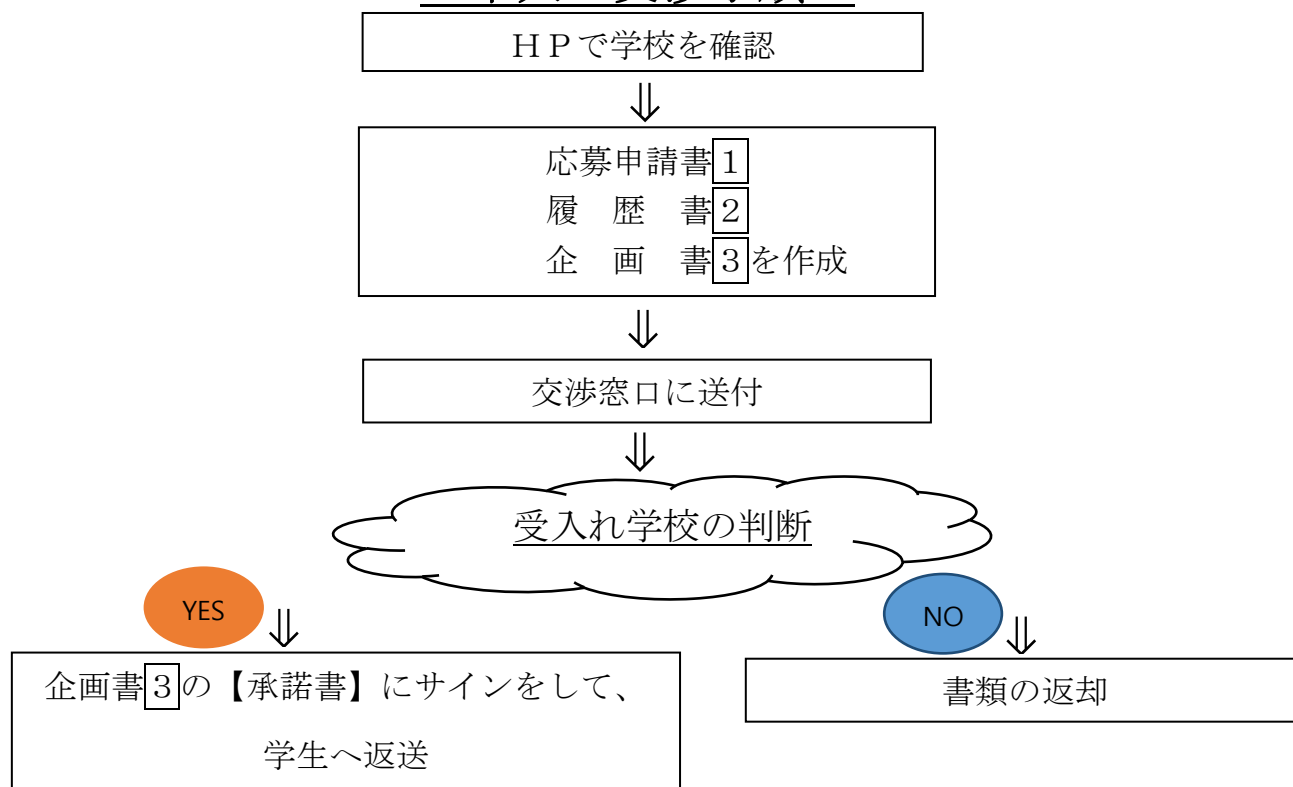 ＨＰで学校を確認
⇓
応募申請書１
履　歴　書２
企　画　書３を作成
⇓
交渉窓口に送付
⇓
受入れ学校の判断
YES
⇓
NO
⇓
企画書３の【承諾書】にサインをして、
学生へ返送
書類の返却